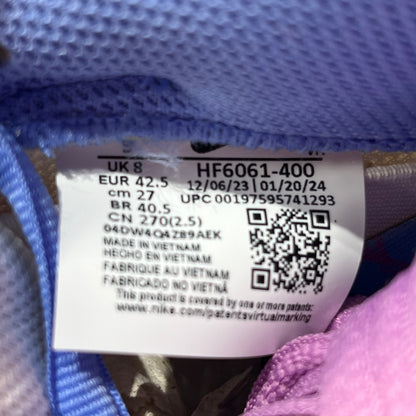 UK 8 HF6061-400
EUR 42.5 12/06/23 | 01/20/24
cm 27 UPC 00197595741293
BR 40.5
CN 270(2.5)
04DW4Q4Z89AEK
MADE IN VIETNAM
HECHO EN VIETNAM
FABRIQUE AU VIETNAM
FABRICADO NO VIETNÃ
This product is covered by one or more patents:
www.nike.com/patentsvirtualmarking